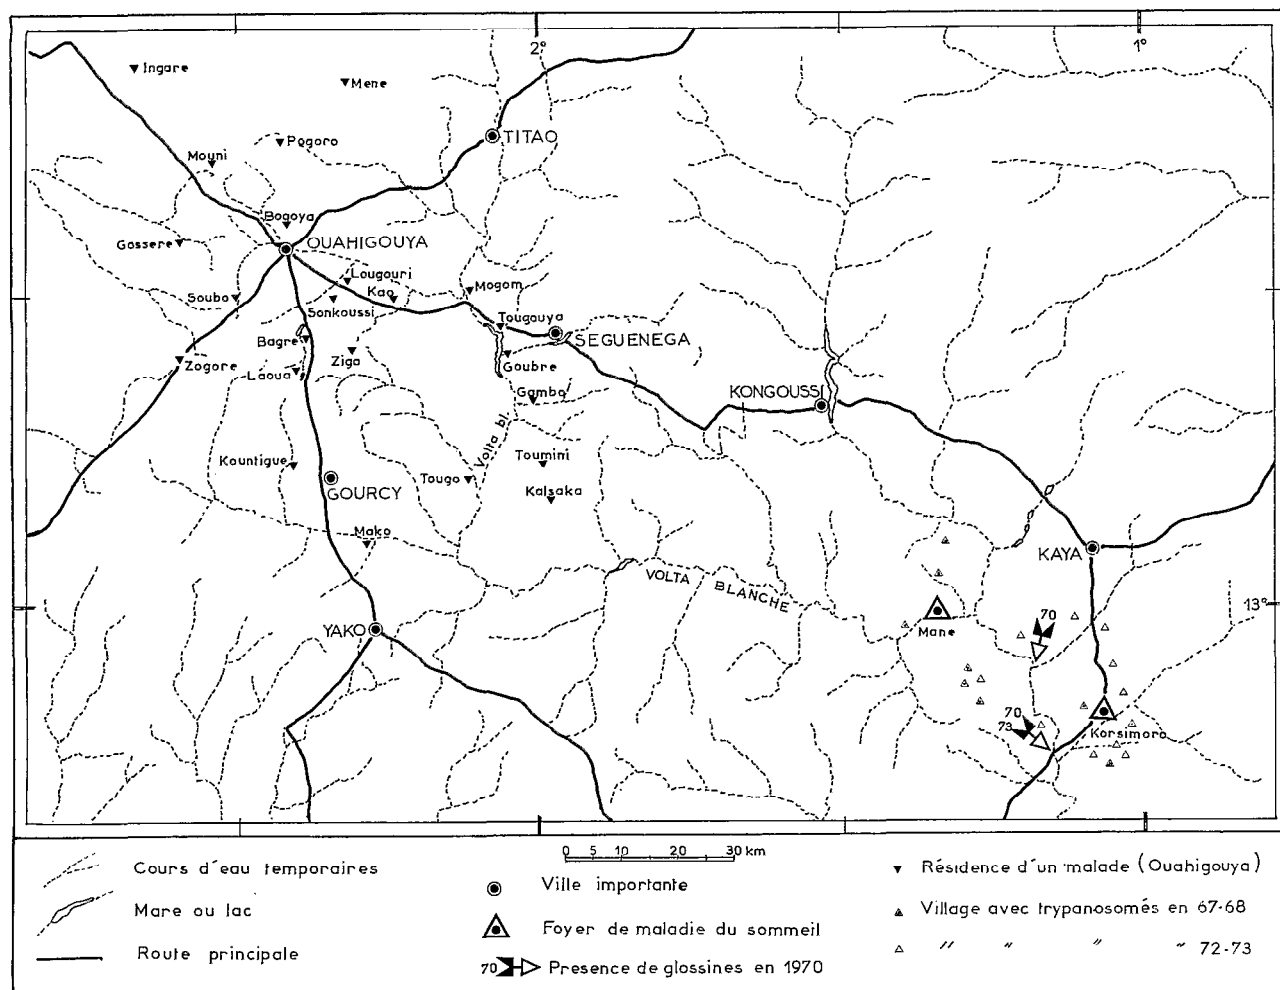 2°
1°
Ingare
Mene
TITAO
Pogoro
Mouni
Bogoya
OUAHIGOUYA
Gossere
Lougouri
Kao
Mogom
Soubo
Sonkoussi
Tougouya
SEGUENEGA
Bagre
Ziga
Goubre
Zogore
Laoua
Gamba
KONGOUSSI
Volta bl.
Toumini
Kountigue
Tougo
Kalsaka
GOURCY
Mako
KAYA
VOLTA BLANCHE
13°
YAKO
Mane
70
70
73
Korsimoro
0 5 10 20 30 km
Cours d'eau temporaires
Mare ou lac
Route principale
Ville importante
Foyer de maladie du sommeil
70 Presence de glossines en 1970
Résidence d'un malade (Ouahigouya)
Village avec trypanosomés en 67-68
" " " " 72-73